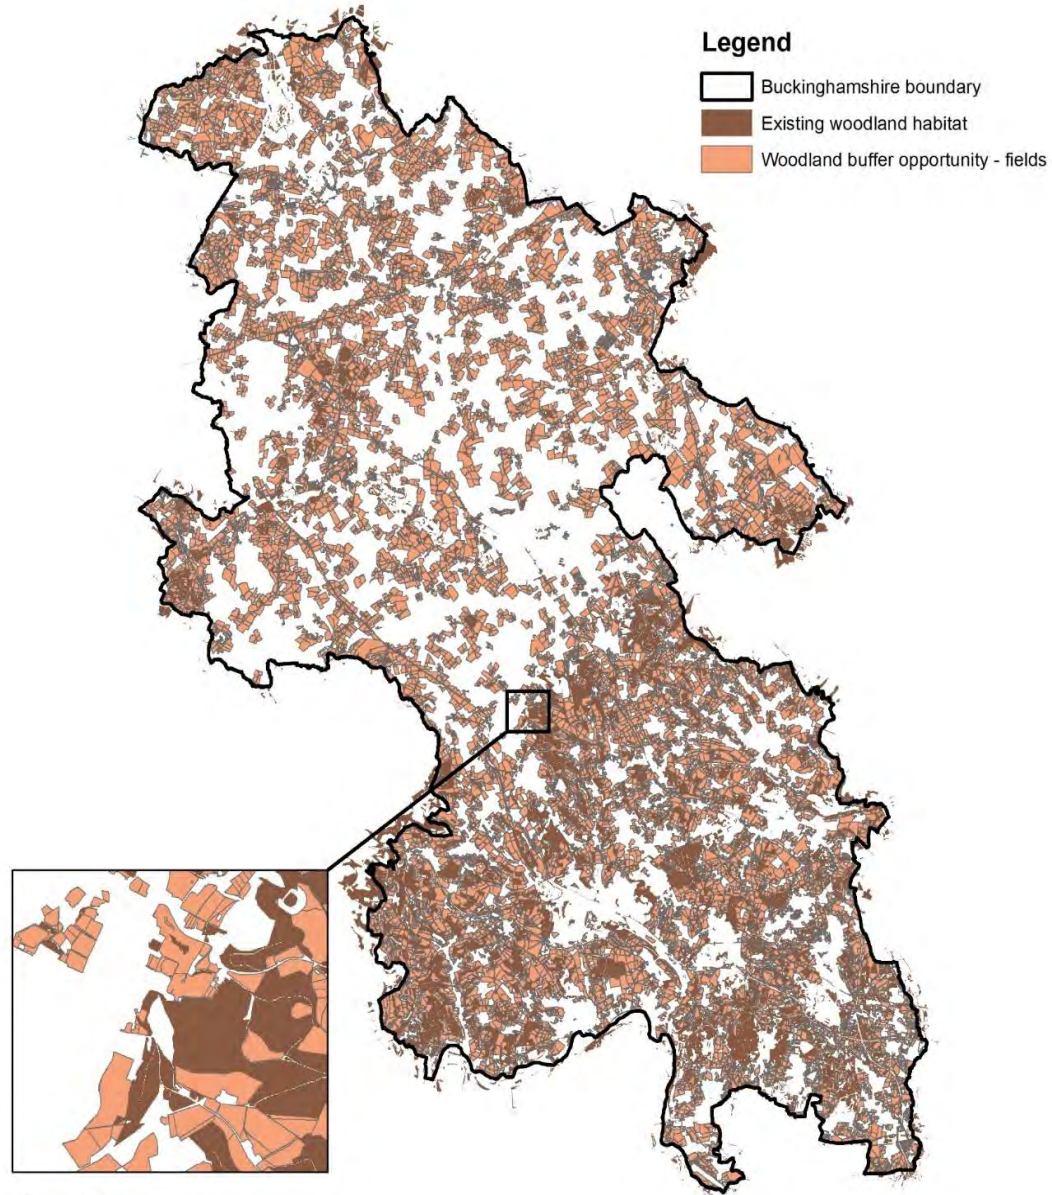 Legend
Buckinghamshire boundary
Existing woodland habitat
Woodland buffer opportunity - fields